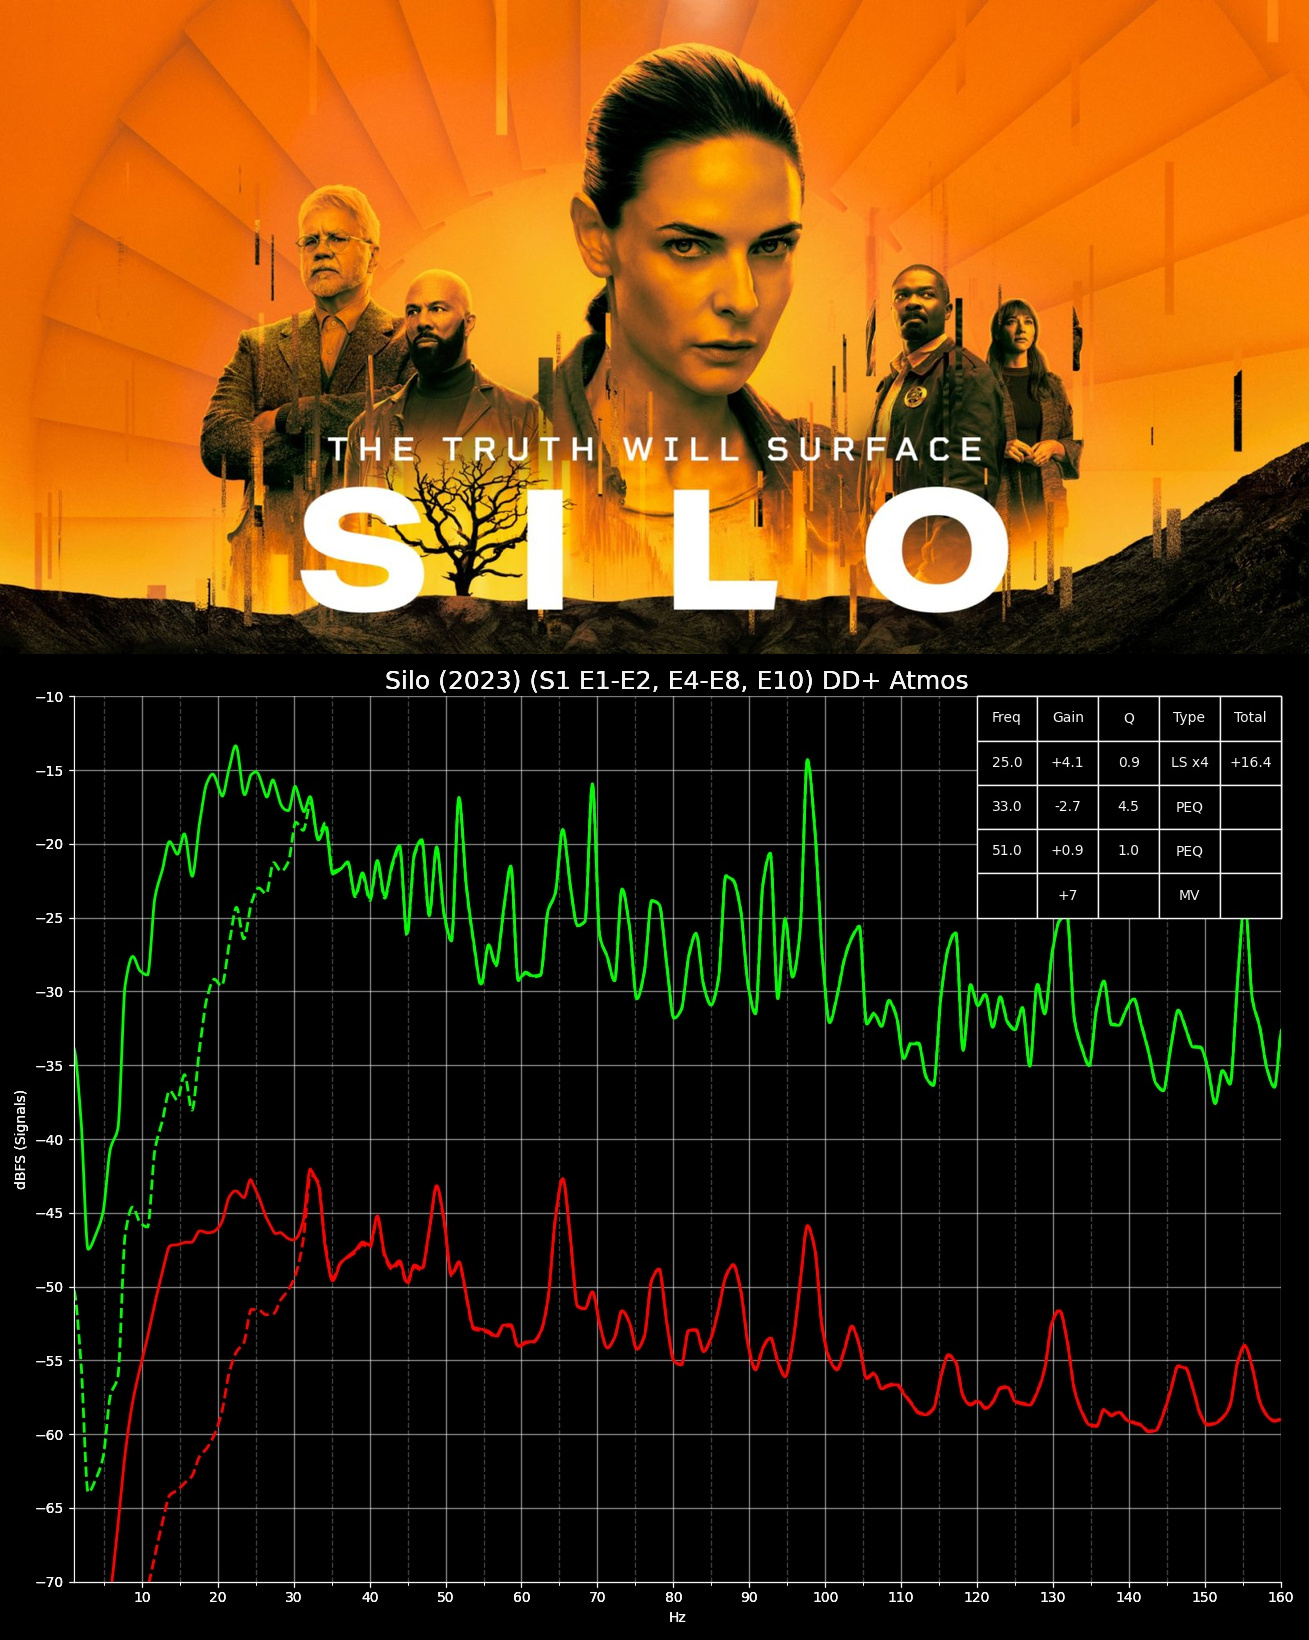 THE TRUTH WILL SURFACE
SILO
Silo (2023) (S1 E1-E2, E4-E8, E10) DD+ Atmos
Freq Gain Q Type Total
25.0 +4.1 0.9 LS x4 +16.4
33.0 -2.7 4.5 PEQ
51.0 +0.9 1.0 PEQ
+7 MV
dBFS (Signals)
−10
−15
−20
−25
−30
−35
−40
−45
−50
−55
−60
−65
−70
10 20 30 40 50 60 70 80 90 100 110 120 130 140 150 160
Hz